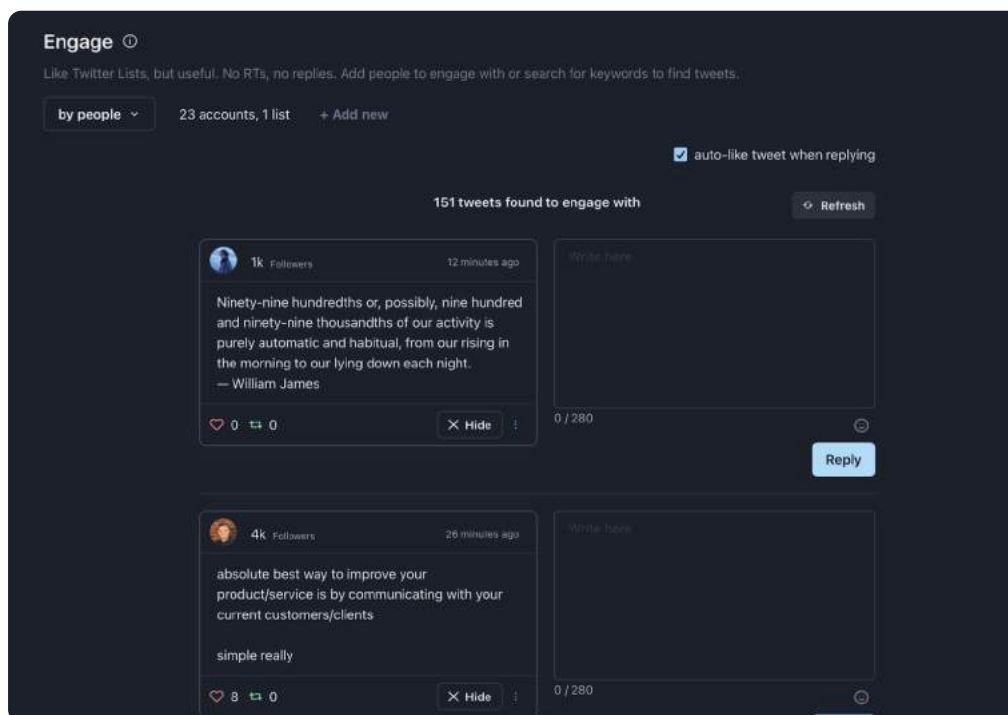 Engage
Like Twitter Lists, but useful. No RTs, no replies. Add people to engage with or search for keywords to find tweets.
by people 23 accounts, 1 list + Add new
auto-like tweet when replying
151 tweets found to engage with Refresh
1k Followers 12 minutes ago
Write here
Ninety-nine hundredths or, possibly, nine hundred
and ninety-nine thousandths of our activity is
purely automatic and habitual, from our rising in
the morning to our lying down each night.
— William James
0 0 Hide
0 / 280
Reply
4k Followers 26 minutes ago
Write here
absolute best way to improve your
product/service is by communicating with your
current customers/clients
simple really
8 0 Hide
0 / 280